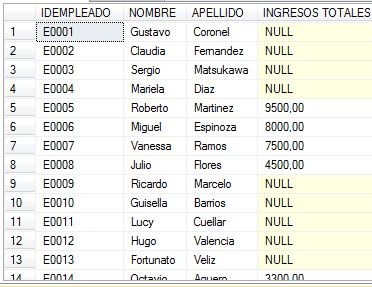 IDEMPLEADO NOMBRE APELLIDO INGRESOS TOTALES
1 E0001 Gustavo Coronel NULL
2 E0002 Claudia Fernandez NULL
3 E0003 Sergio Matsukawa NULL
4 E0004 Mariela Diaz NULL
5 E0005 Roberto Martinez 9500,00
6 E0006 Miguel Espinoza 8000,00
7 E0007 Vanessa Ramos 7500,00
8 E0008 Julio Flores 4500,00
9 E0009 Ricardo Marcelo NULL
10 E0010 Guisella Barrios NULL
11 E0011 Lucy Cuellar NULL
12 E0012 Hugo Valencia NULL
13 E0013 Fortunato Veliz NULL
14 E0014 Octavio Aguero 3300,00